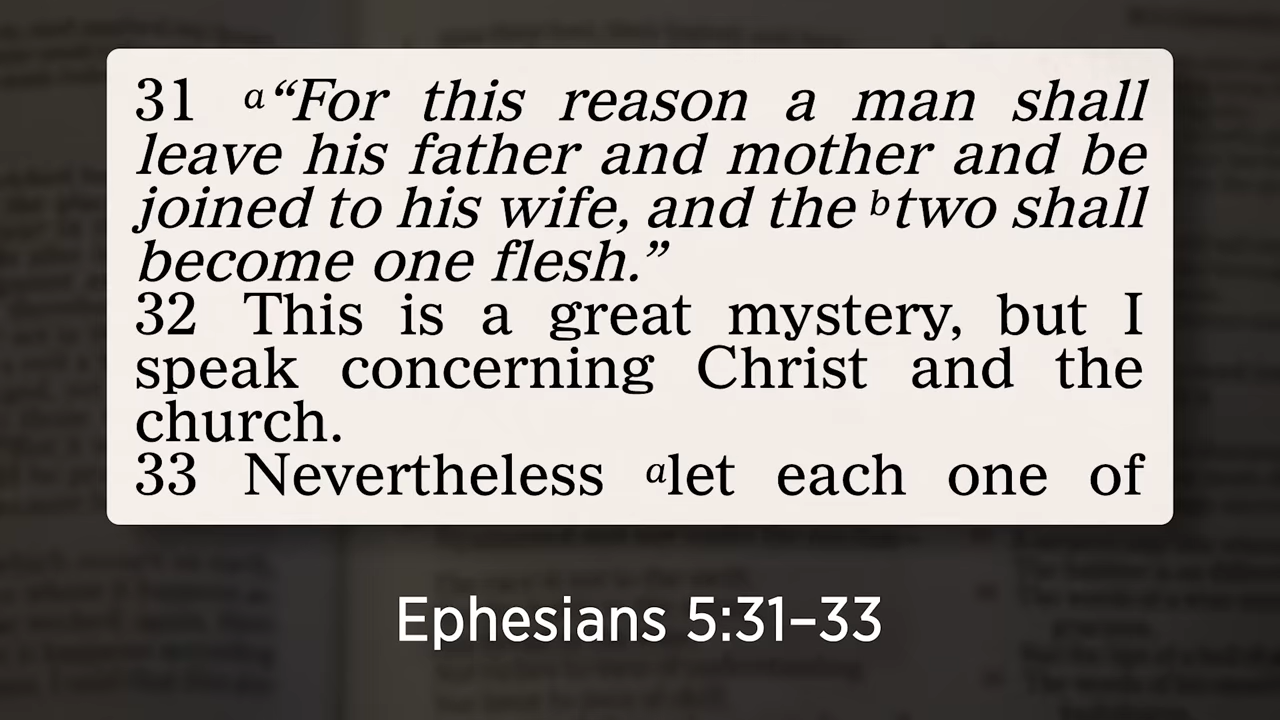 31 a“For this reason a man shall
leave his father and mother and be
joined to his wife, and the btwo shall
become one flesh.”
32 This is a great mystery, but I
speak concerning Christ and the
church.
33 Nevertheless alet each one of
Ephesians 5:31–33